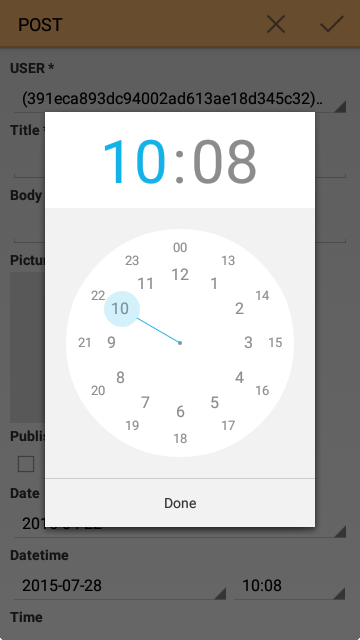 POST
USER *
(391eca893dc94002ad613ae18d345c32)..
Title *
10:08
Body
00
23 13
12
11 1
22 14
10 2
21 9 3 15
8 4
20 16
7 5
6
19 17
18
Done
Date
Datetime
2015-07-28 10:08
Time